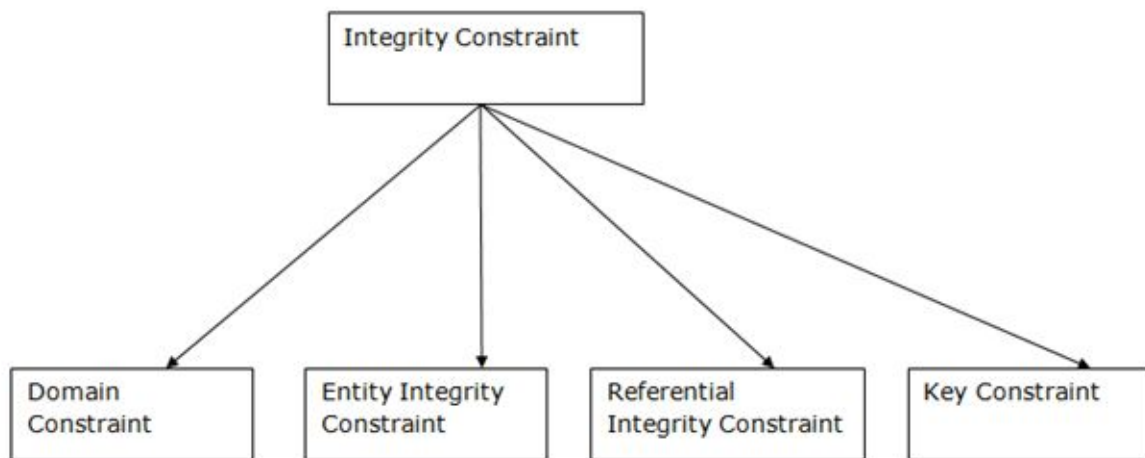 Integrity Constraint
Domain
Constraint
Entity Integrity
Constraint
Referential
Integrity Constraint
Key Constraint